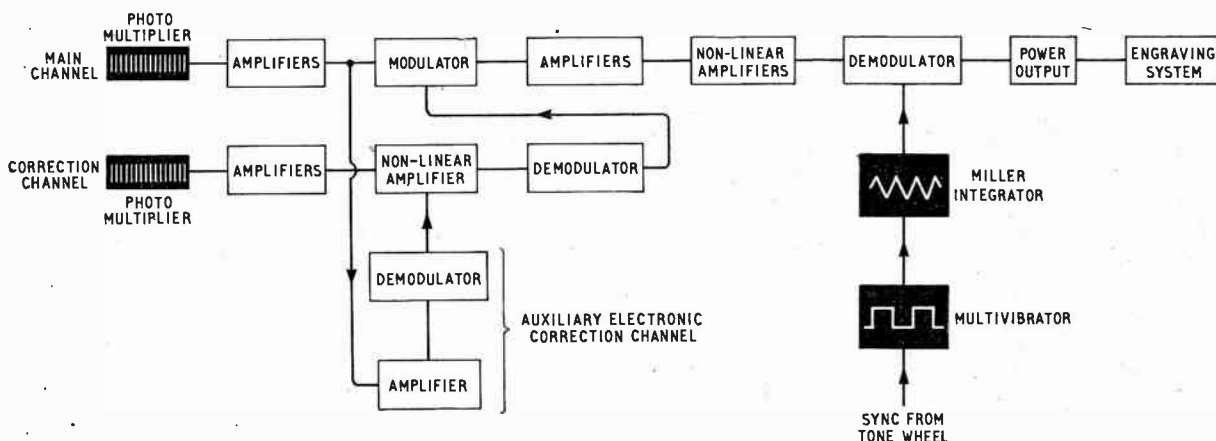 PHOTO
MULTIPLIER
MAIN
CHANNEL
AMPLIFIERS
MODULATOR
AMPLIFIERS
NON-LINEAR
AMPLIFIERS
DEMODULATOR
POWER
OUTPUT
ENGRAVING
SYSTEM
CORRECTION
CHANNEL
PHOTO
MULTIPLIER
AMPLIFIERS
NON-LINEAR
AMPLIFIER
DEMODULATOR
MILLER
INTEGRATOR
DEMODULATOR
AUXILIARY ELECTRONIC
CORRECTION CHANNEL
AMPLIFIER
MULTIVIBRATOR
SYNC FROM
TONE WHEEL